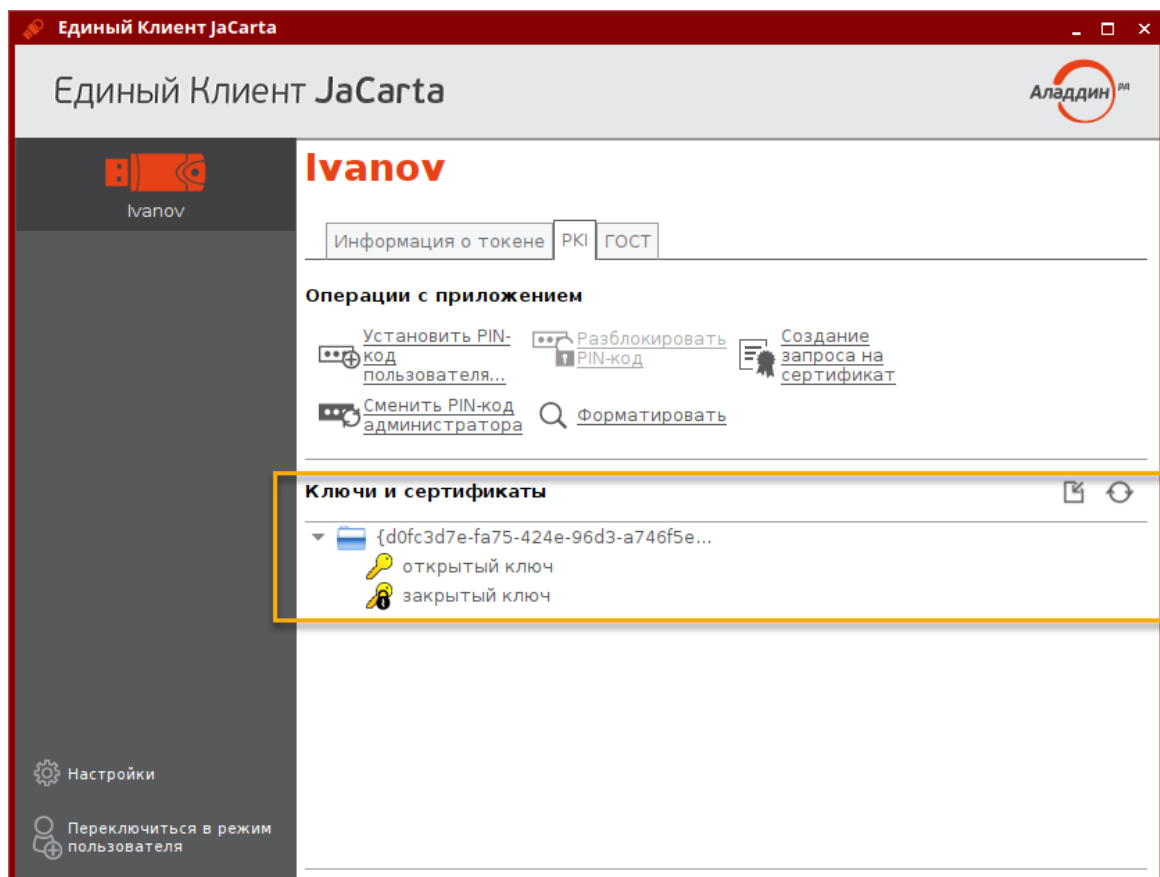 Единый Клиент JaCarta
Единый Клиент JaCarta
Аладдин РД
Ivanov
Ivanov
Информация о токене PKI ГОСТ
Операции с приложением
Установить PIN-
код
пользователя...
Разблокировать
PIN-код
Создание
запроса на
сертификат
Сменить PIN-код
администратора
Форматировать
Ключи и сертификаты
{d0fc3d7e-fa75-424e-96d3-a746f5e...
открытый ключ
закрытый ключ
Настройки
Переключиться в режим
пользователя